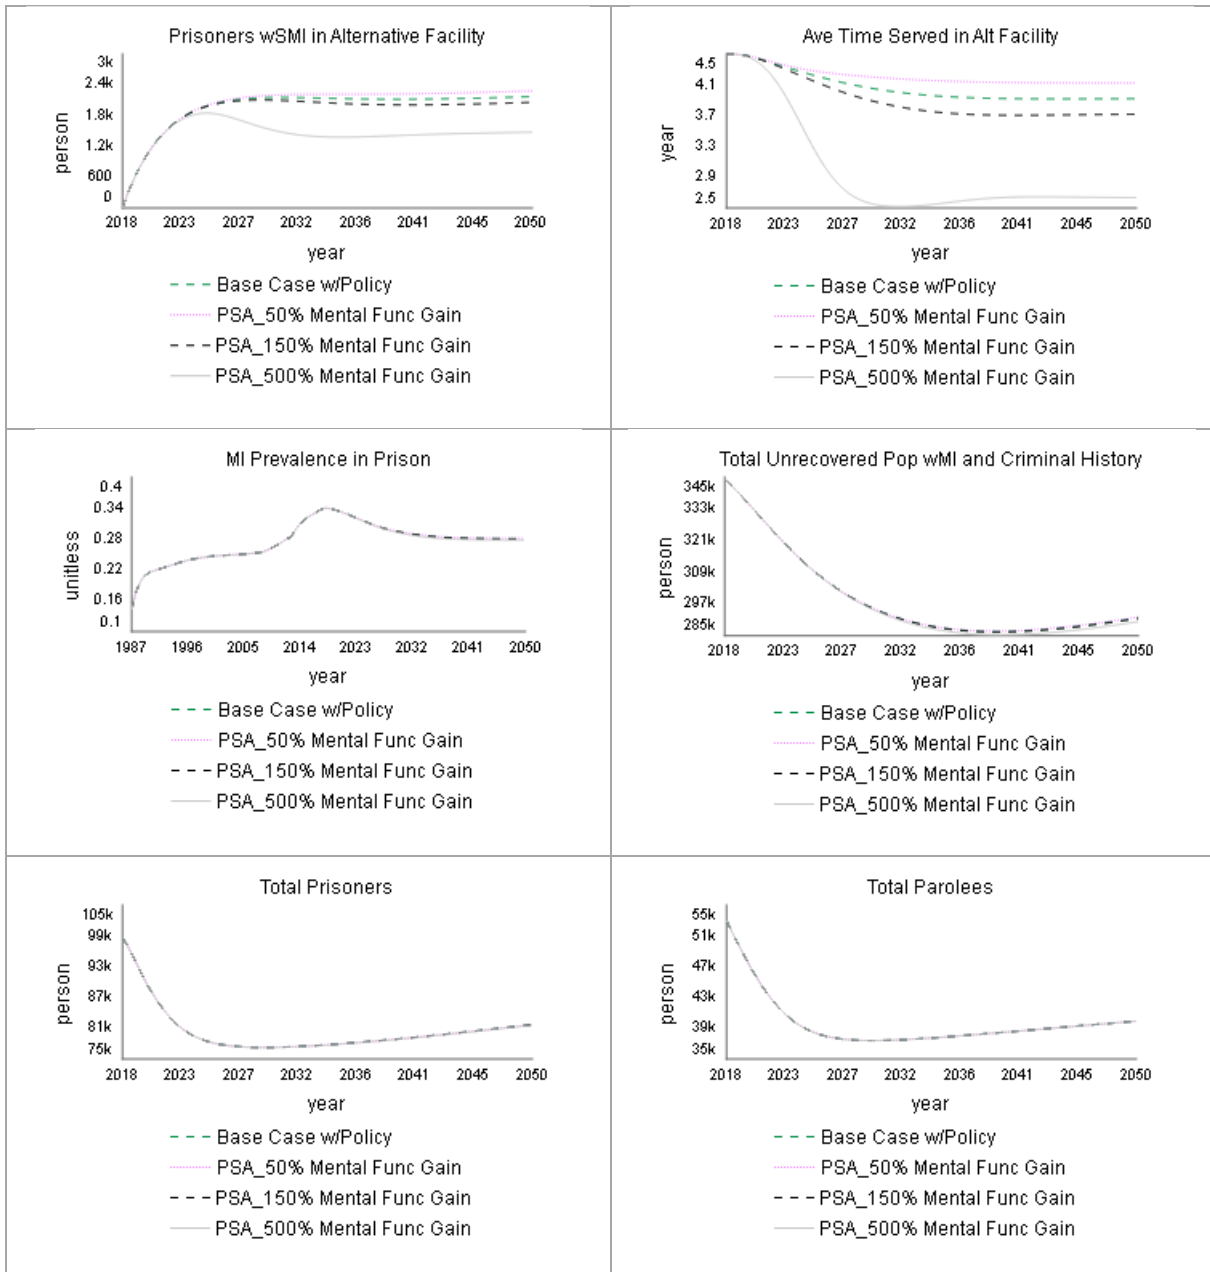 Prisoners wSMI in Alternative Facility
3k
2.4k
1.8k
1.2k
600
0
person
2018 2023 2027 2032 2036 2041 2045 2050
year
Base Case w/Policy
PSA_50% Mental Func Gain
PSA_150% Mental Func Gain
PSA_500% Mental Func Gain
Ave Time Served in Alt Facility
4.5
4.1
3.7
3.3
2.9
2.5
year
2018 2023 2027 2032 2036 2041 2045 2050
year
Base Case w/Policy
PSA_50% Mental Func Gain
PSA_150% Mental Func Gain
PSA_500% Mental Func Gain
MI Prevalence in Prison
0.4
0.34
0.28
0.22
0.16
0.1
unitless
1987 1996 2005 2014 2023 2032 2041 2050
year
Base Case w/Policy
PSA_50% Mental Func Gain
PSA_150% Mental Func Gain
PSA_500% Mental Func Gain
Total Unrecovered Pop wMI and Criminal History
345k
333k
321k
309k
297k
285k
person
2018 2023 2027 2032 2036 2041 2045 2050
year
Base Case w/Policy
PSA_50% Mental Func Gain
PSA_150% Mental Func Gain
PSA_500% Mental Func Gain
Total Prisoners
105k
99k
93k
87k
81k
75k
person
2018 2023 2027 2032 2036 2041 2045 2050
year
Base Case w/Policy
PSA_50% Mental Func Gain
PSA_150% Mental Func Gain
PSA_500% Mental Func Gain
Total Parolees
55k
51k
47k
43k
39k
35k
person
2018 2023 2027 2032 2036 2041 2045 2050
year
Base Case w/Policy
PSA_50% Mental Func Gain
PSA_150% Mental Func Gain
PSA_500% Mental Func Gain